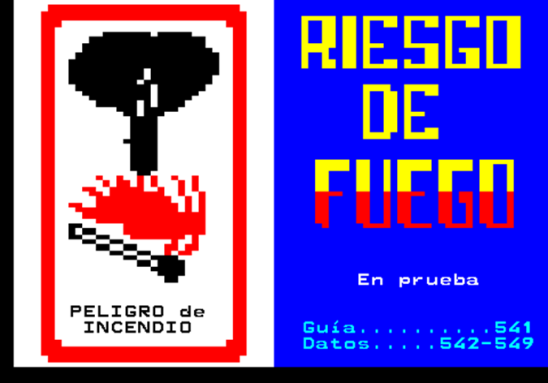 RIESGO
DE
FUEGO
En prueba
Guía..........541
Datos.....542-549
PELIGRO de
INCENDIO